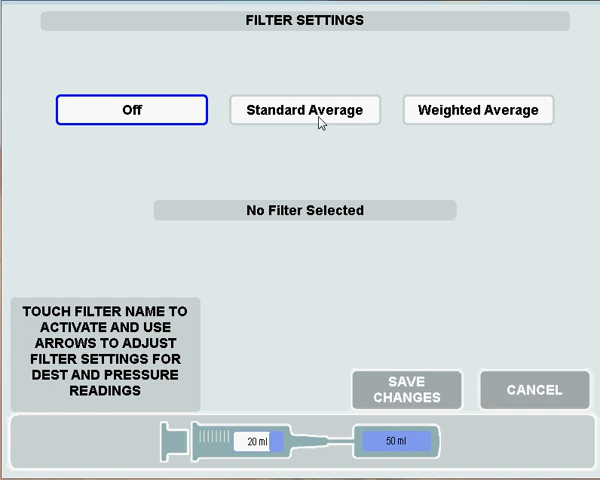 FILTER SETTINGS
Off
Standard Average
Weighted Average
No Filter Selected
TOUCH FILTER NAME TO
ACTIVATE AND USE
ARROWS TO ADJUST
FILTER SETTINGS FOR
DEST AND PRESSURE
READINGS
SAVE
CHANGES
CANCEL
20 ml
50 ml